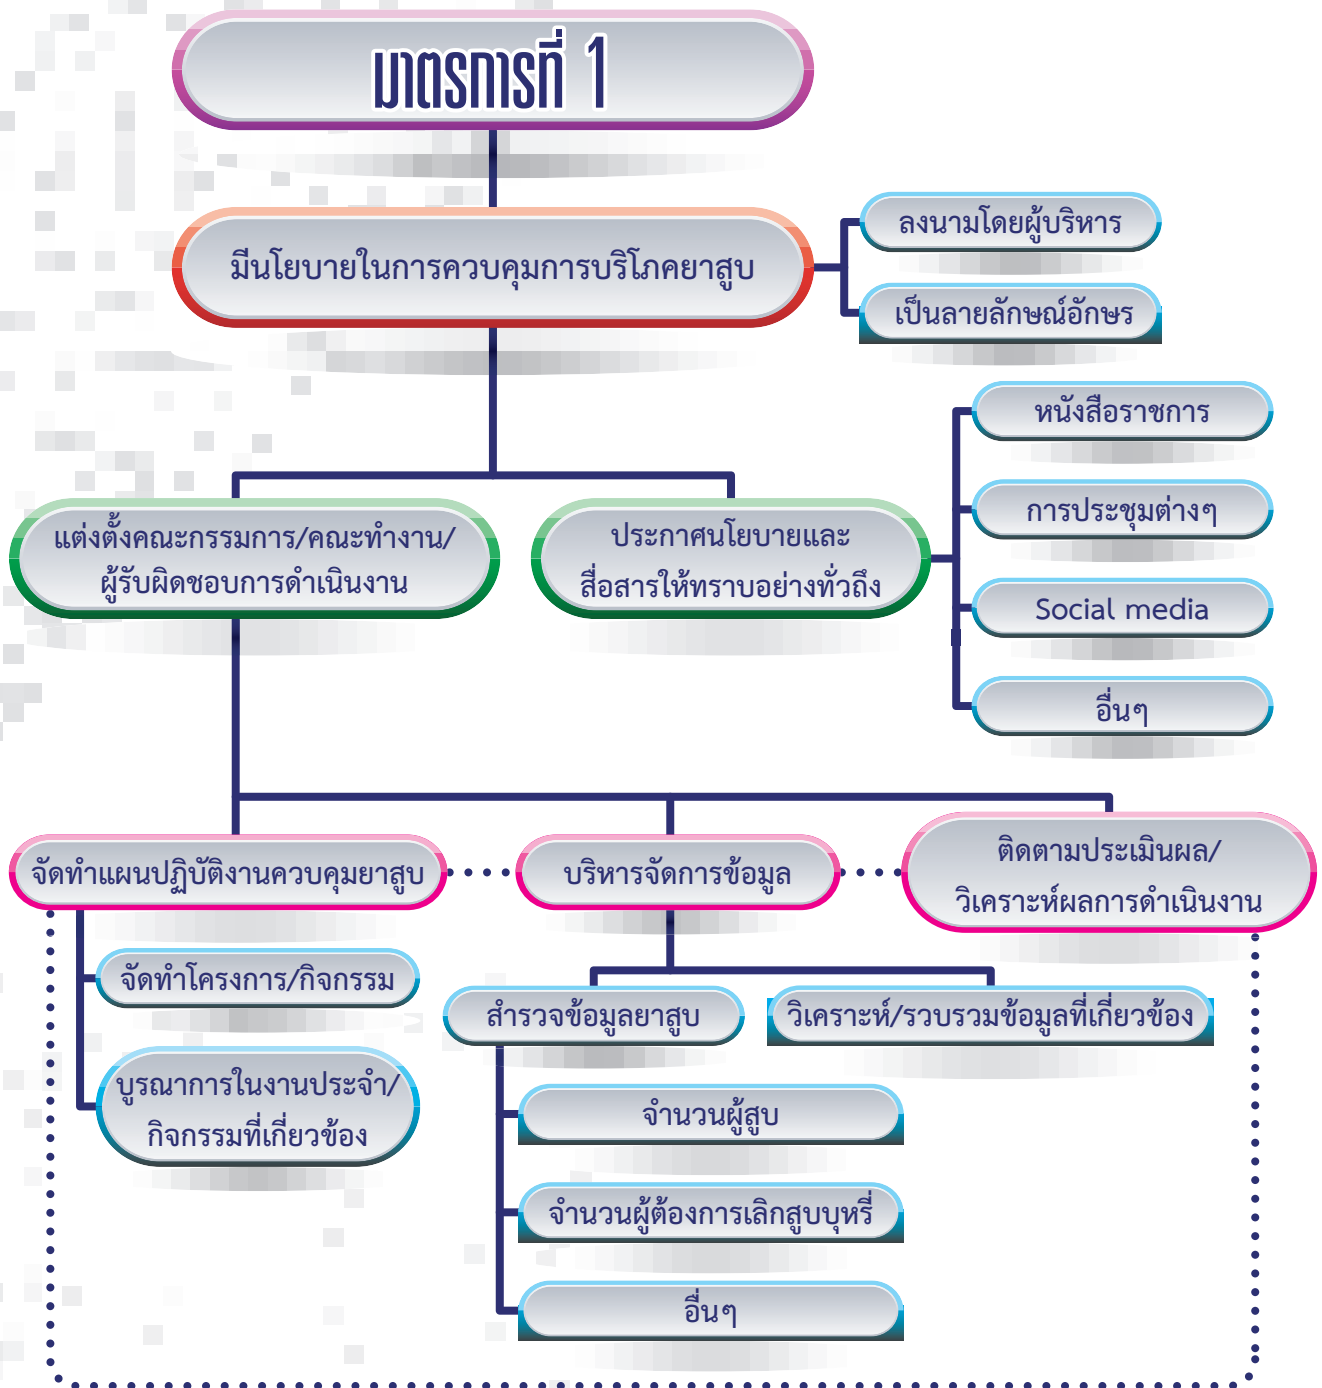 มาตรการที่ 1
มีนโยบายในการควบคุมการบริโภคยาสูบ
ลงนามโดยผู้บริหาร
เป็นลายลักษณ์อักษร
แต่งตั้งคณะกรรมการ/คณะทำงาน/
ผู้รับผิดชอบการดำเนินงาน
ประกาศนโยบายและ
สื่อสารให้ทราบอย่างทั่วถึง
หนังสือราชการ
การประชุมต่างๆ
Social media
อื่นๆ
จัดทำแผนปฏิบัติงานควบคุมยาสูบ
บริหารจัดการข้อมูล
ติดตามประเมินผล/
วิเคราะห์ผลการดำเนินงาน
จัดทำโครงการ/กิจกรรม
บูรณาการในงานประจำ/
กิจกรรมที่เกี่ยวข้อง
สำรวจข้อมูลยาสูบ
วิเคราะห์/รวบรวมข้อมูลที่เกี่ยวข้อง
จำนวนผู้สูบ
จำนวนผู้ต้องการเลิกสูบบุหรี่
อื่นๆ